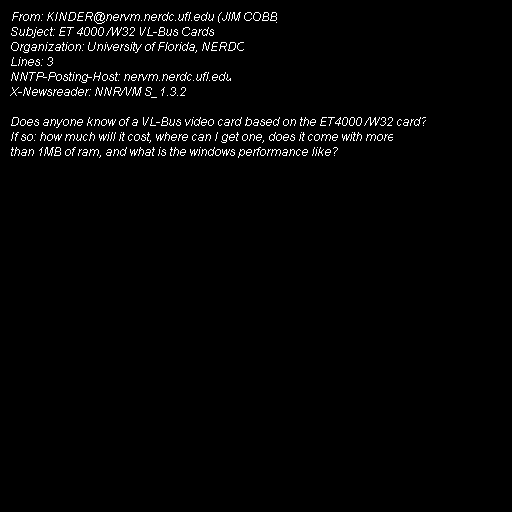 From: KINDER@nervm.nerdc.ufl.edu (JIM COBB)
Subject: ET 4000 /W32 VL-Bus Cards
Organization: University of Florida, NERDC
Lines: 3
NNTP-Posting-Host: nervm.nerdc.ufl.edu
X-Newsreader: NNR/VM S_1.3.2

Does anyone know of a VL-Bus video card based on the ET4000 /W32 card?
If so: how much will it cost, where can I get one, does it come with more
than 1MB of ram, and what is the windows performance like?